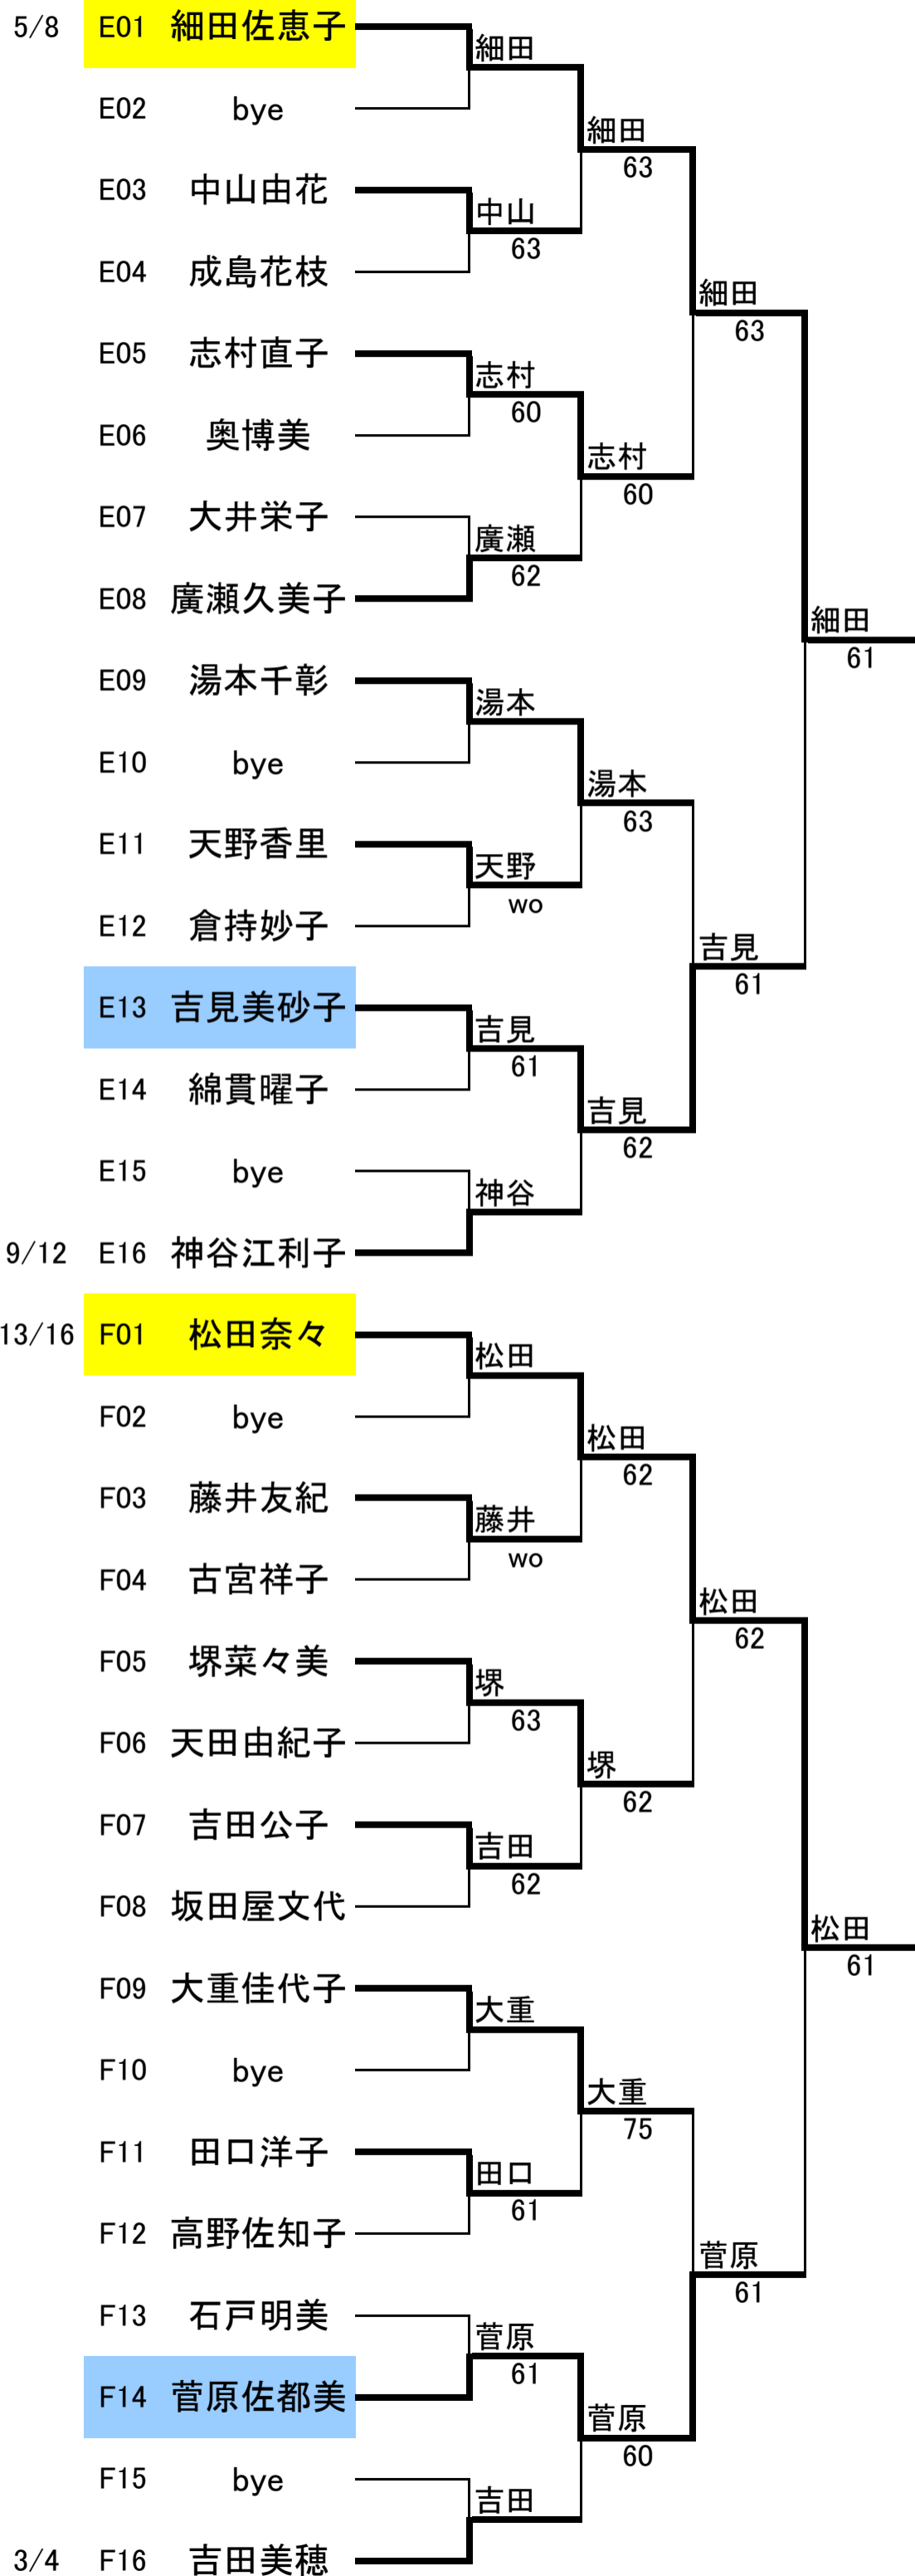 5/8 E01 細田佐恵子
細田
E02 bye
細田
63
E03 中山由花
中山
63
E04 成島花枝
細田
63
E05 志村直子
志村
60
E06 奥博美
志村
60
E07 大井栄子
廣瀬
62
E08 廣瀬久美子
細田
61
E09 湯本千彰
湯本
E10 bye
湯本
63
E11 天野香里
天野
wo
E12 倉持妙子
吉見
61
E13 吉見美砂子
吉見
61
E14 綿貫曜子
吉見
62
E15 bye
神谷
9/12 E16 神谷江利子
13/16 F01 松田奈々
松田
F02 bye
松田
62
F03 藤井友紀
藤井
wo
F04 古宮祥子
松田
62
F05 堺菜々美
堺
63
F06 天田由紀子
堺
62
F07 吉田公子
吉田
62
F08 坂田屋文代
松田
61
F09 大重佳代子
大重
F10 bye
大重
75
F11 田口洋子
田口
61
F12 高野佐知子
菅原
61
F13 石戸明美
菅原
61
F14 菅原佐都美
菅原
60
F15 bye
吉田
3/4 F16 吉田美穂